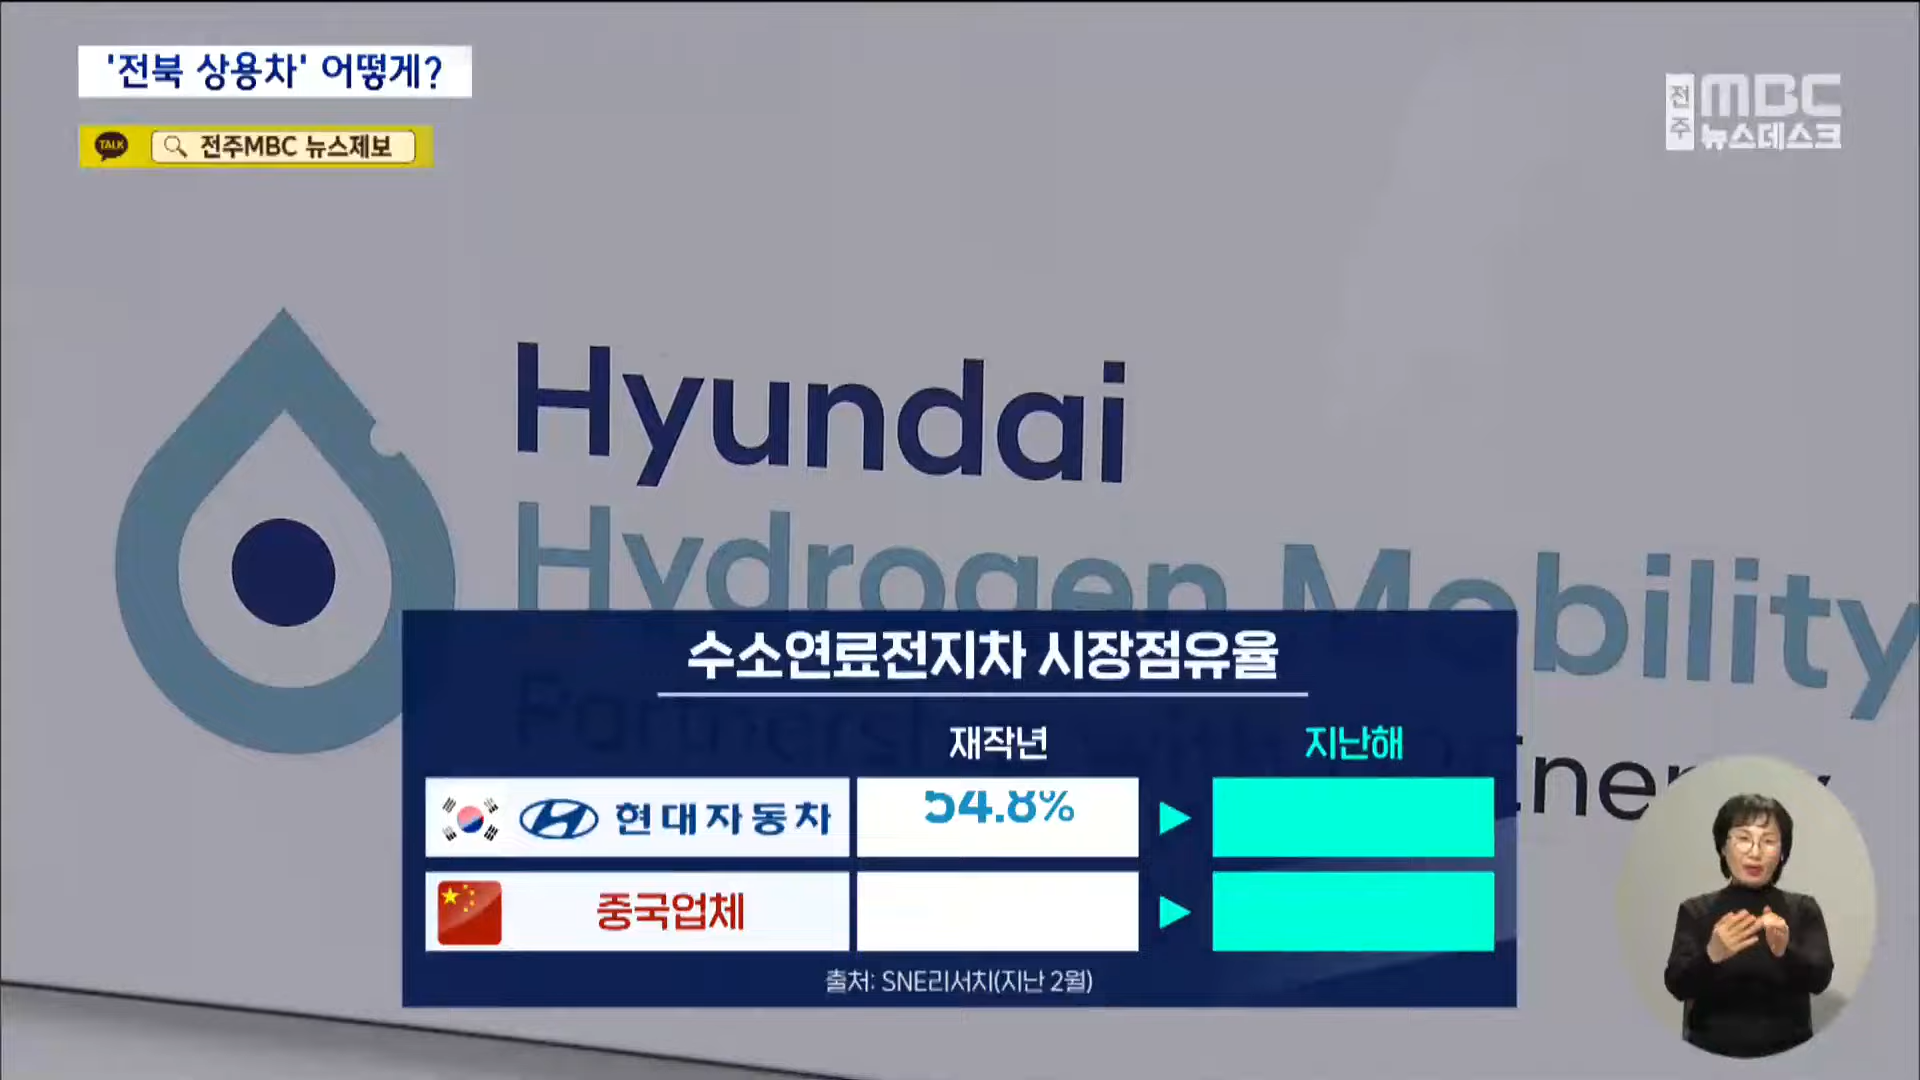 '전북 상용차' 어떻게?
TALK
전주MBC 뉴스제보
전주
MBC
뉴스데스크
Hyundai
Hydrogen Mobility
수소연료전지차 시장점유율
재작년
지난해
현대자동차
54.8%
중국업체
출처: SNE리서치(지난 2월)